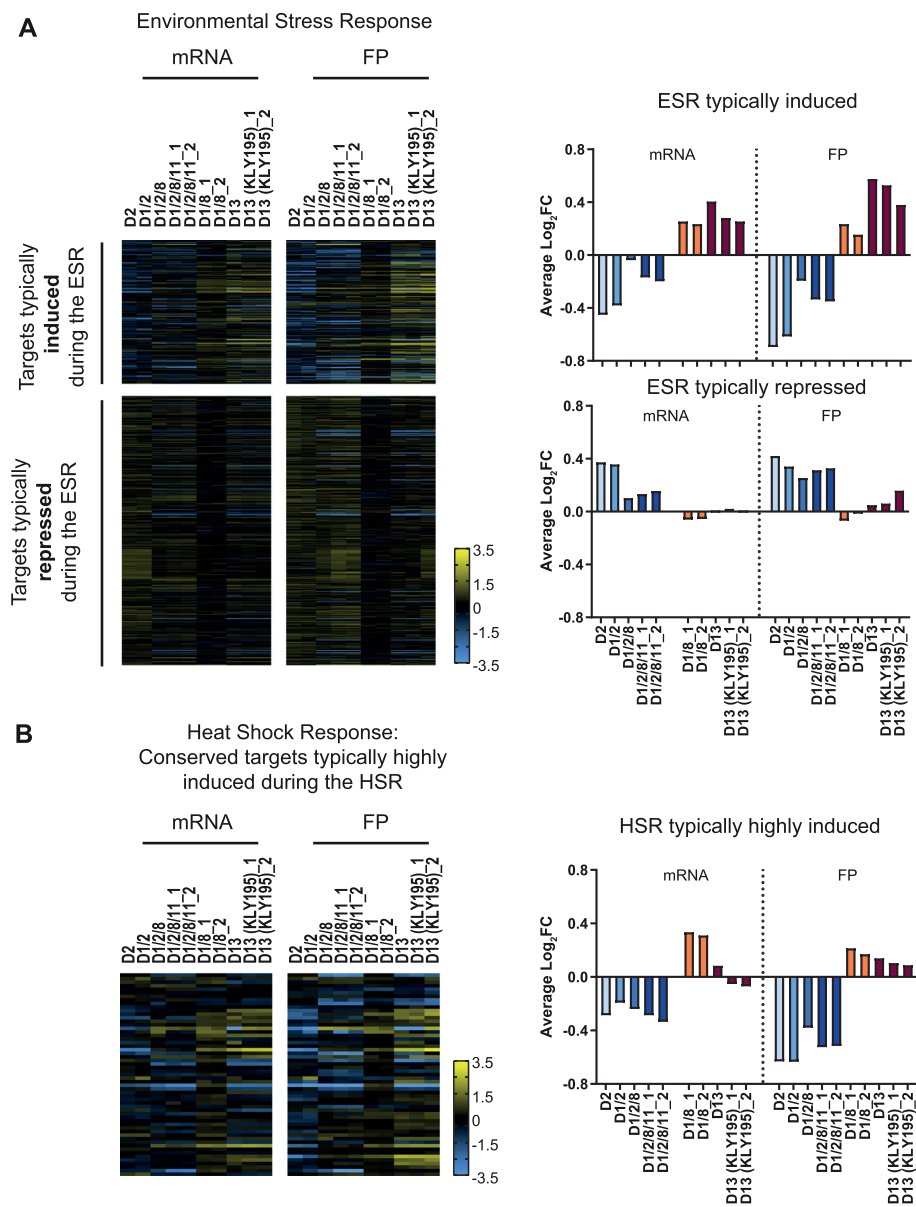 A
Environmental Stress Response
mRNA
FP
D2
D1/2
D1/2/8
D1/2/8/11_1
D1/2/8/11_2
D1/8_1
D1/8_2
D13
D13 (KLY195)_1
D13 (KLY195)_2
D2
D1/2
D1/2/8
D1/2/8/11_1
D1/2/8/11_2
D1/8_1
D1/8_2
D13
D13 (KLY195)_1
D13 (KLY195)_2
Targets typically
induced
during the ESR
Targets typically
repressed
during the ESR
3.5
1.5
0
-1.5
-3.5
ESR typically induced
mRNA
FP
Average Log2FC
0.8
0.4
0.0
-0.4
-0.8
ESR typically repressed
mRNA
FP
Average Log2FC
0.8
0.4
0.0
-0.4
-0.8
D2
D1/2
D1/2/8
D1/2/8/11_1
D1/2/8/11_2
D1/8_1
D1/8_2
D13
D13 (KLY195)_1
D13 (KLY195)_2
D2
D1/2
D1/2/8
D1/2/8/11_1
D1/2/8/11_2
D1/8_1
D1/8_2
D13
D13 (KLY195)_1
D13 (KLY195)_2
B
Heat Shock Response:
Conserved targets typically highly
induced during the HSR
mRNA
FP
D2
D1/2
D1/2/8
D1/2/8/11_1
D1/2/8/11_2
D1/8_1
D1/8_2
D13
D13 (KLY195)_1
D13 (KLY195)_2
D2
D1/2
D1/2/8
D1/2/8/11_1
D1/2/8/11_2
D1/8_1
D1/8_2
D13
D13 (KLY195)_1
D13 (KLY195)_2
3.5
1.5
0
-1.5
-3.5
HSR typically highly induced
mRNA
FP
Average Log2FC
0.8
0.4
0.0
-0.4
-0.8
D2
D1/2
D1/2/8
D1/2/8/11_1
D1/2/8/11_2
D1/8_1
D1/8_2
D13
D13 (KLY195)_1
D13 (KLY195)_2
D2
D1/2
D1/2/8
D1/2/8/11_1
D1/2/8/11_2
D1/8_1
D1/8_2
D13
D13 (KLY195)_1
D13 (KLY195)_2